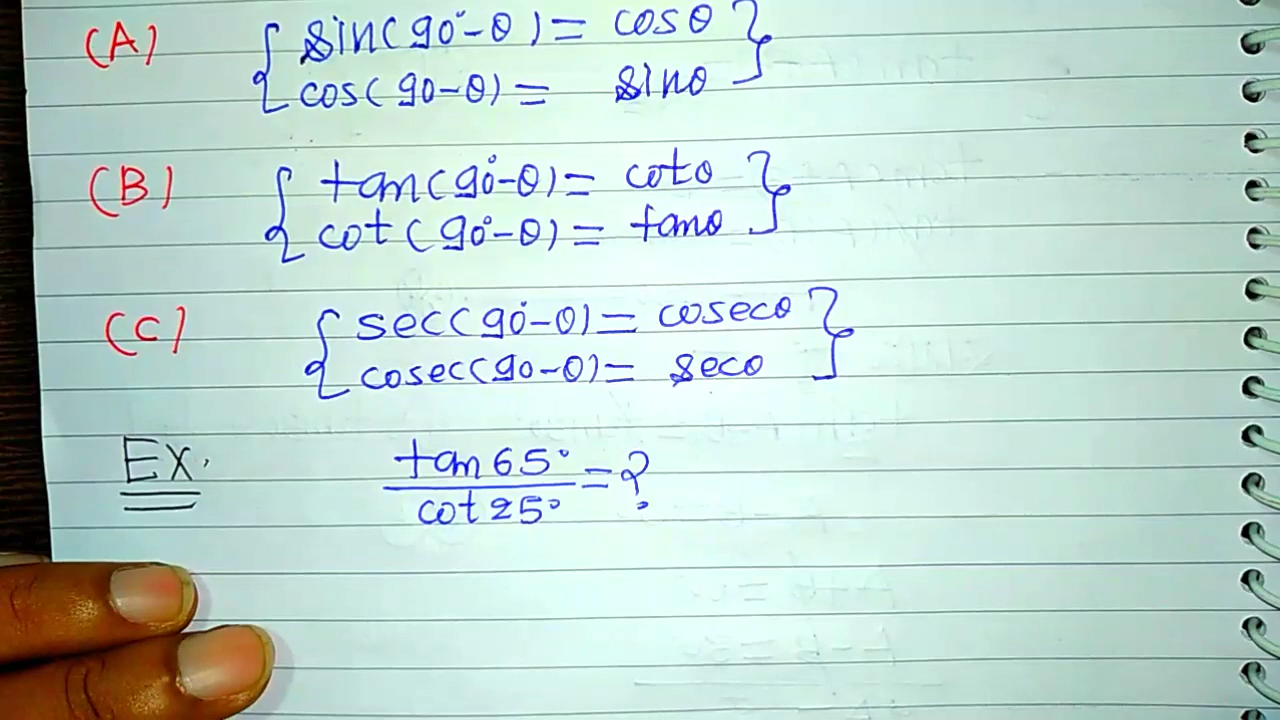 (A) { sin(90°-θ) = cosθ }
{ cos(90-θ) = sinθ }
(B) { tan(90°-θ) = cotθ }
{ cot(90°-θ) = tanθ }
(C) { sec(90°-θ) = cosecθ }
{ cosec(90-θ) = secθ }
Ex. tan65° / cot25° = ?